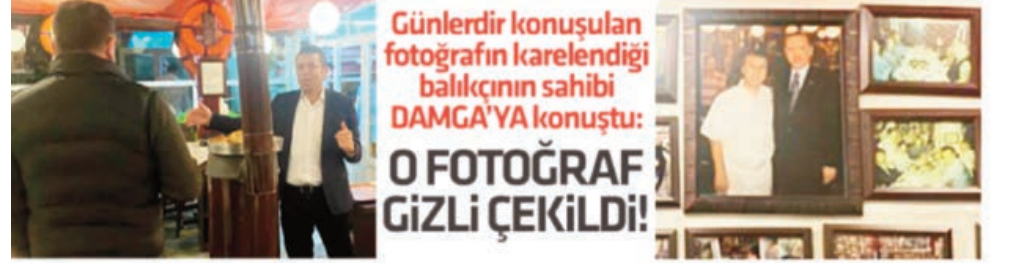 Günlerdir konuşulan
fotoğrafın karelendiği
balıkçının sahibi
DAMGA'YA konuştu:
O FOTOĞRAF
GİZLİ ÇEKİLDİ!